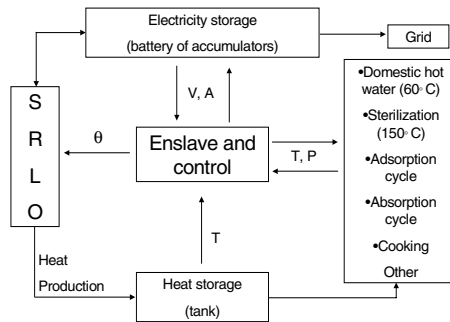 Electricity storage
(battery of accumulators)
Grid
S
R
L
O
V, A
θ
Enslave and
control
T, P
•Domestic hot
water (60◦ C)
•Sterilization
(150◦ C)
•Adsorption
cycle
•Absorption
cycle
•Cooking
Other
T
Heat
Production
Heat storage
(tank)